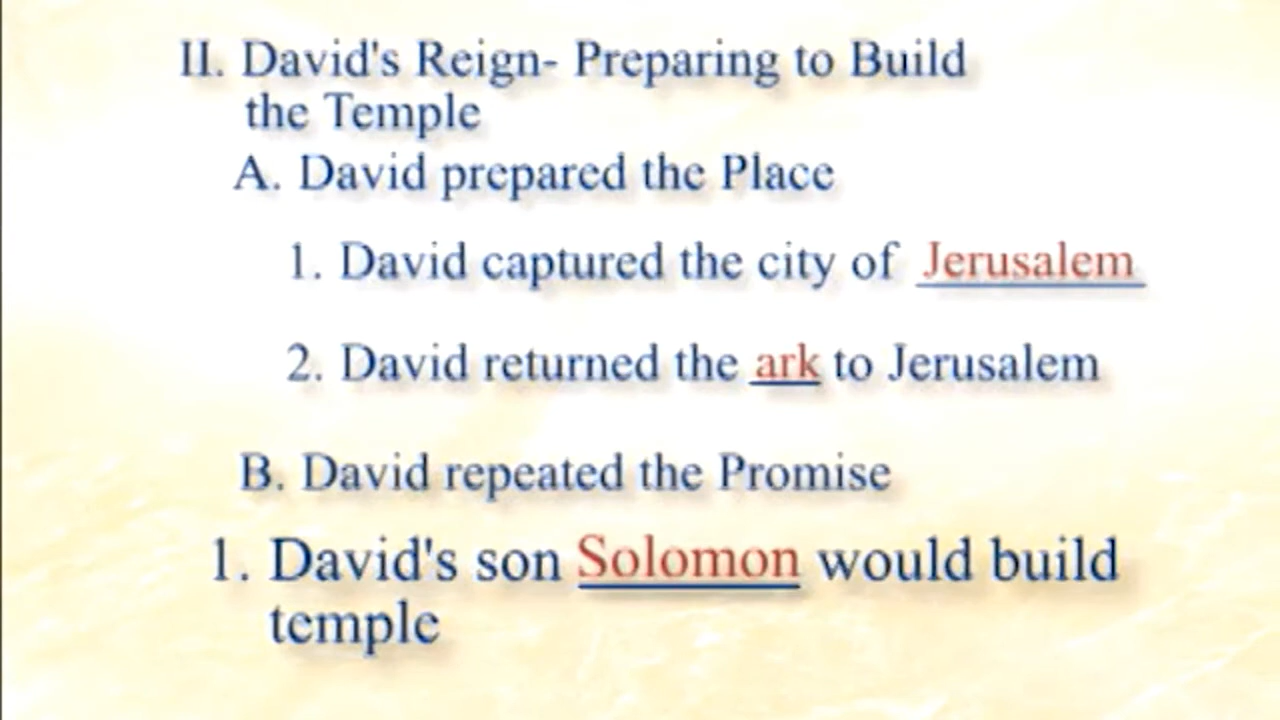 II. David's Reign- Preparing to Build
the Temple
A. David prepared the Place
1. David captured the city of Jerusalem
2. David returned the ark to Jerusalem
B. David repeated the Promise
1. David's son Solomon would build
temple